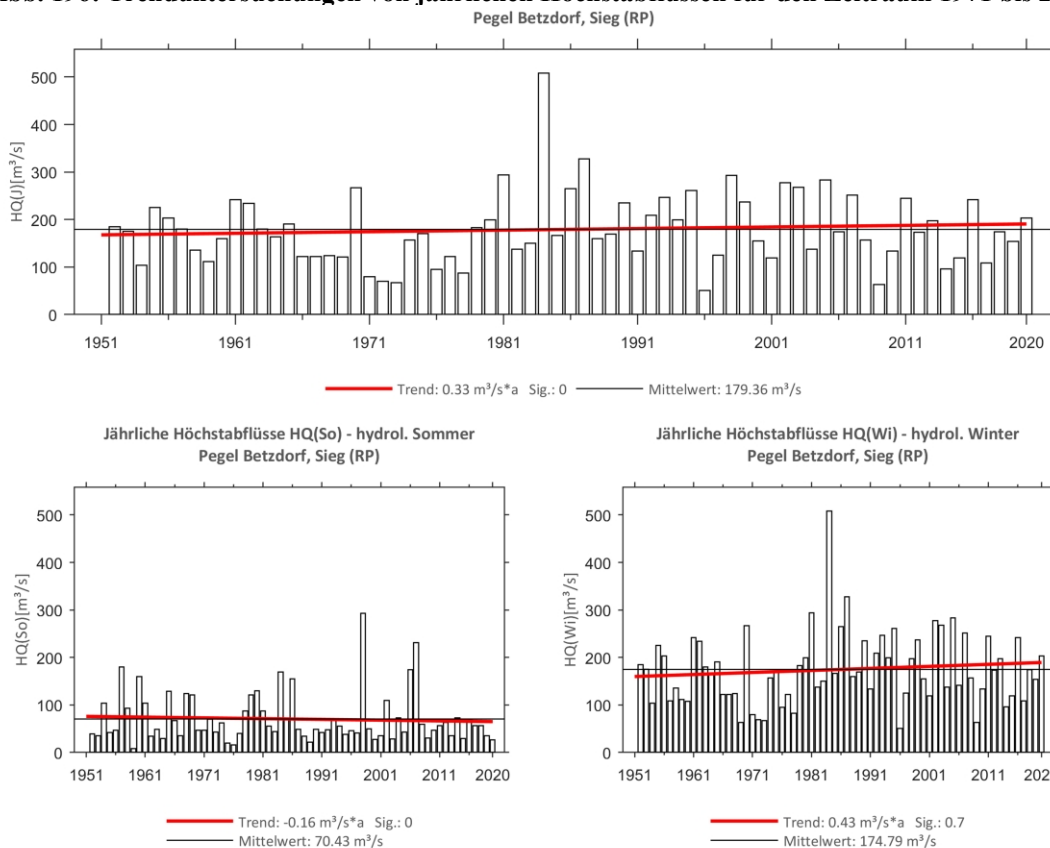 Pegel Betzdorf, Sieg (RP)
HQ(J)[m³/s]
500
400
300
200
100
0
1951 1961 1971 1981 1991 2001 2011 2020
Trend: 0.33 m³/s*a Sig.: 0 Mittelwert: 179.36 m³/s
Jährliche Höchstabflüsse HQ(So) - hydrol. Sommer
Pegel Betzdorf, Sieg (RP)
HQ(So)[m³/s]
500
400
300
200
100
0
1951 1961 1971 1981 1991 2001 2011 2020
Trend: -0.16 m³/s*a Sig.: 0
Mittelwert: 70.43 m³/s
Jährliche Höchstabflüsse HQ(Wi) - hydrol. Winter
Pegel Betzdorf, Sieg (RP)
HQ(Wi)[m³/s]
500
400
300
200
100
0
1951 1961 1971 1981 1991 2001 2011 202
Trend: 0.43 m³/s*a Sig.: 0.7
Mittelwert: 174.79 m³/s